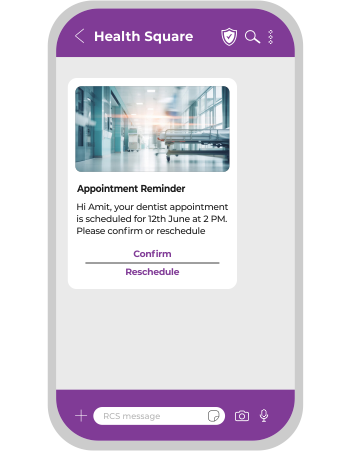 Health Square
Appointment Reminder
Hi Amit, your dentist appointment
is scheduled for 12th June at 2 PM.
Please confirm or reschedule
Confirm
Reschedule
RCS message